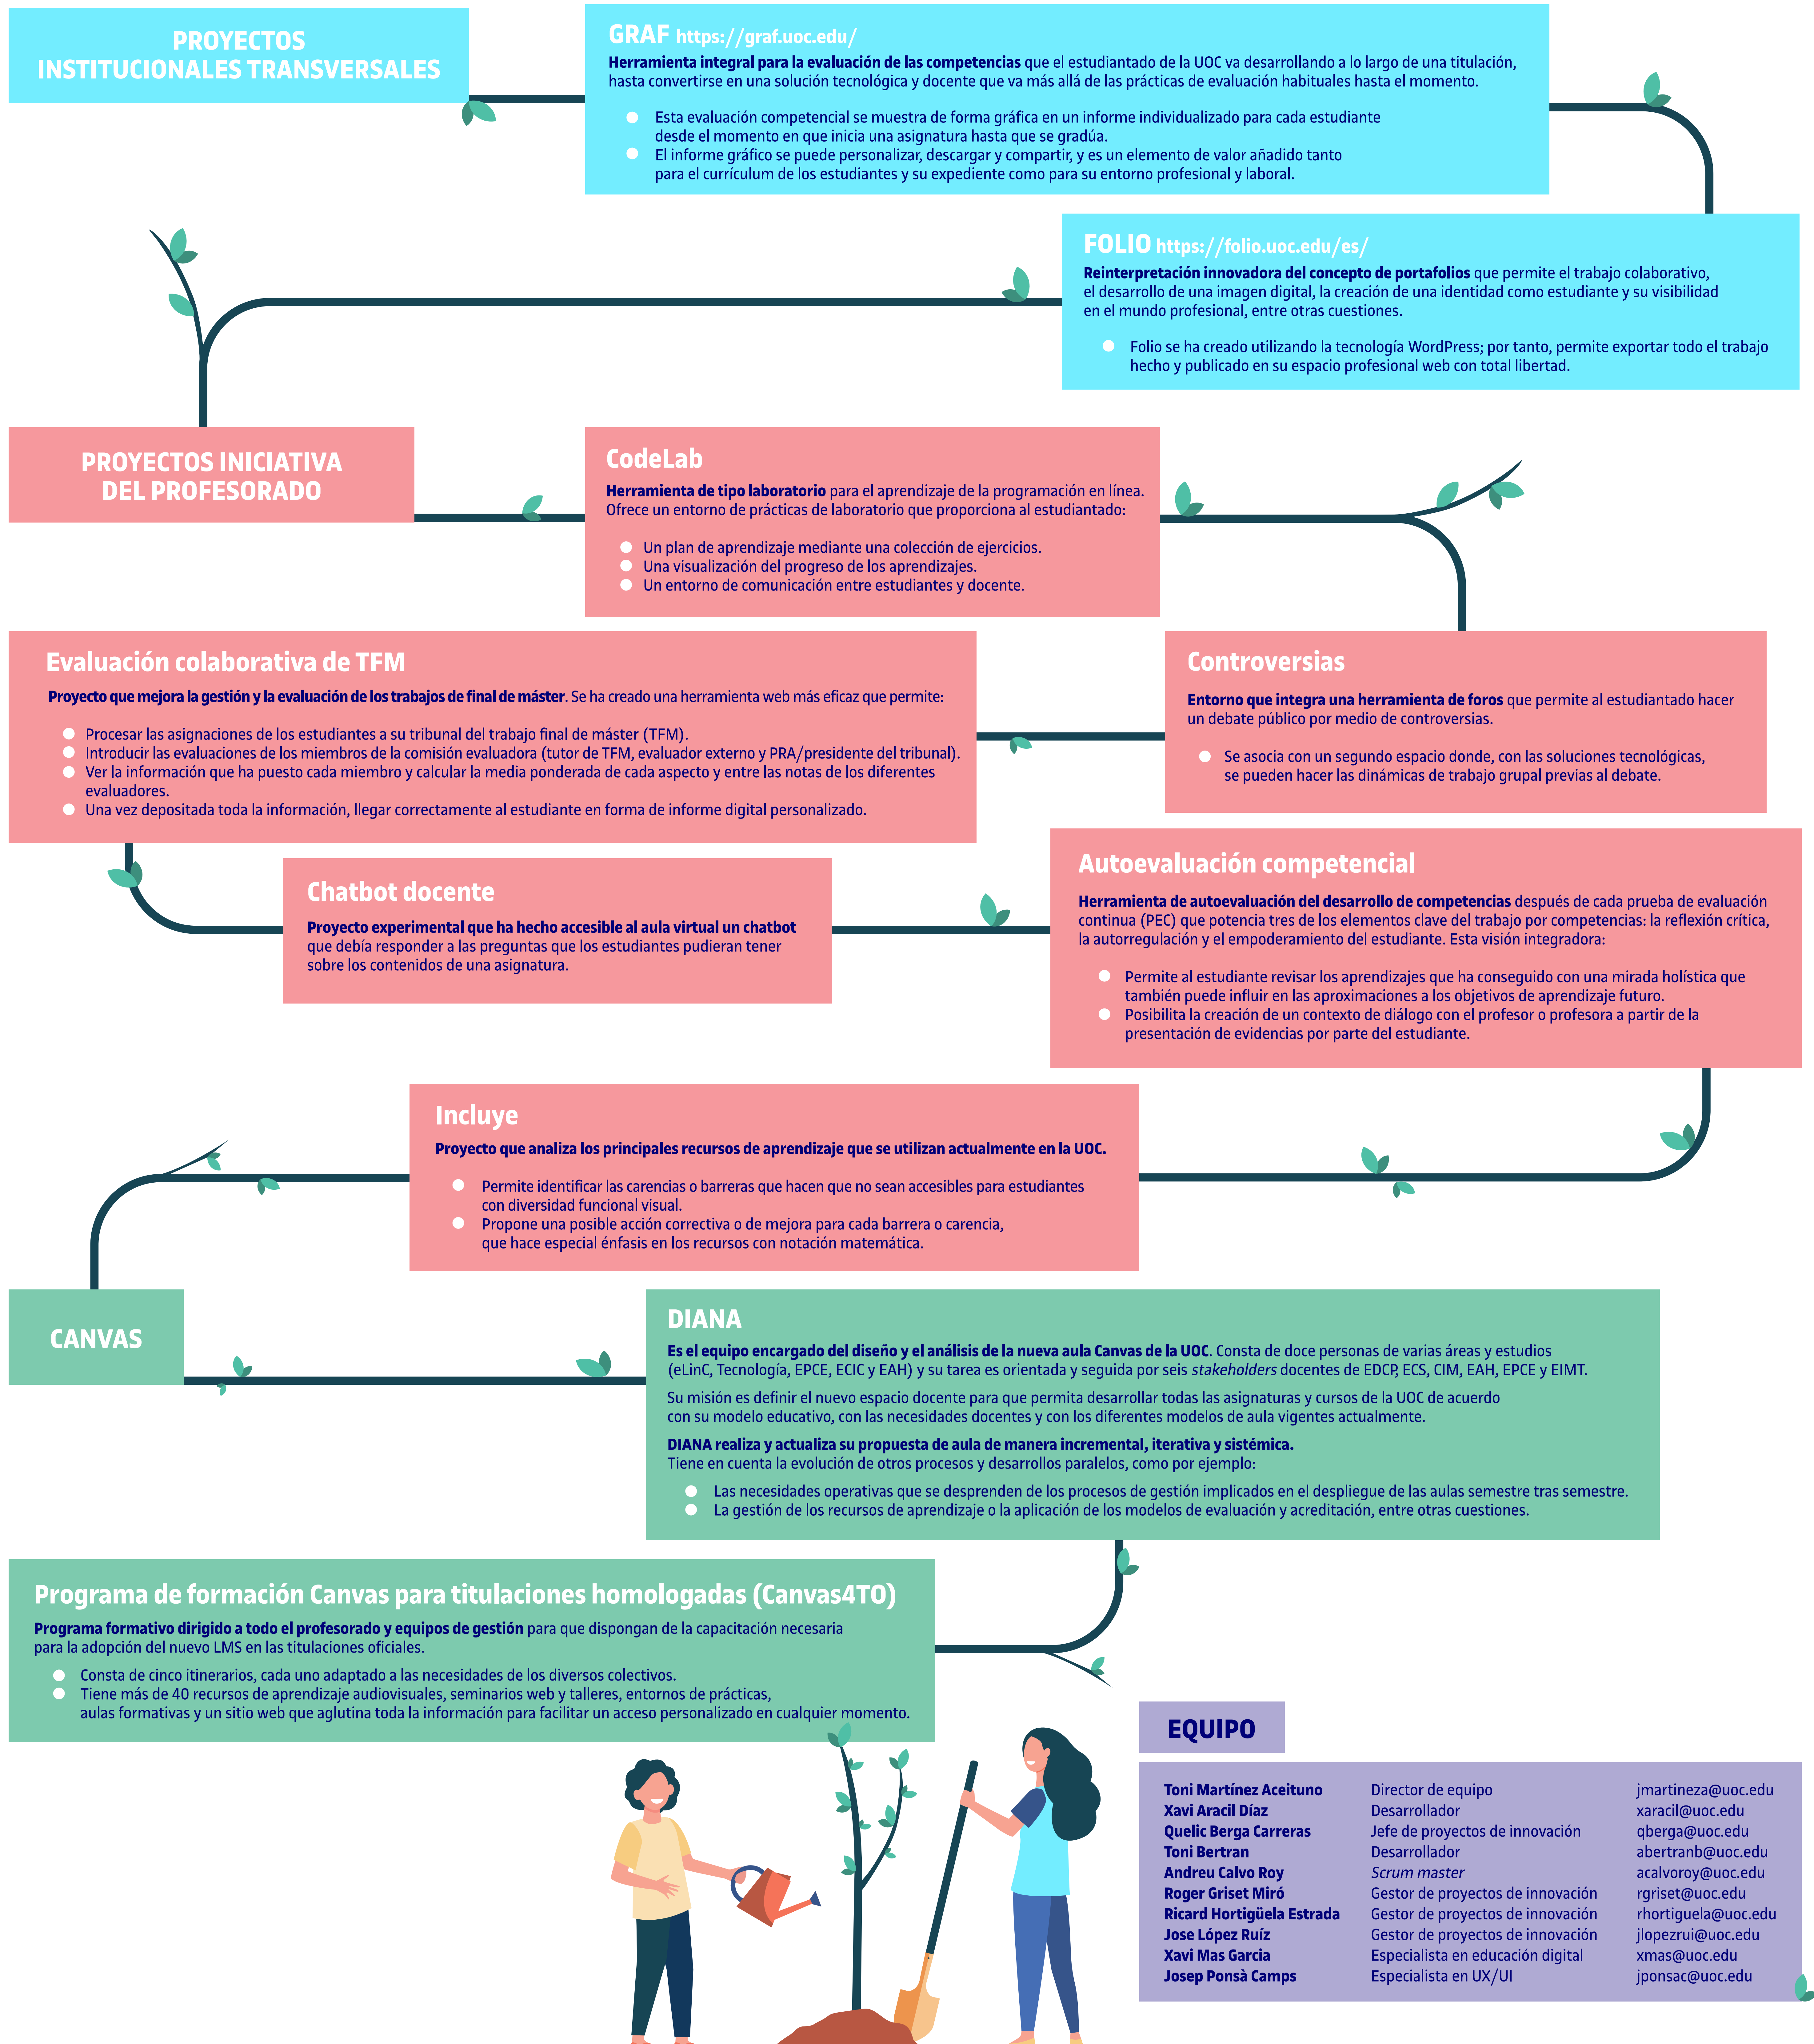 PROYECTOS
INSTITUCIONALES TRANSVERSALES
GRAF https://graf.uoc.edu/
Herramienta integral para la evaluación de las competencias que el estudiantado de la UOC va desarrollando a lo largo de una titulación,
hasta convertirse en una solución tecnológica y docente que va más allá de las prácticas de evaluación habituales hasta el momento.
Esta evaluación competencial se muestra de forma gráfica en un informe individualizado para cada estudiante
desde el momento en que inicia una asignatura hasta que se gradúa.
El informe gráfico se puede personalizar, descargar y compartir, y es un elemento de valor añadido tanto
para el currículum de los estudiantes y su expediente como para su entorno profesional y laboral.
FOLIO https://folio.uoc.edu/es/
Reinterpretación innovadora del concepto de portafolios que permite el trabajo colaborativo,
el desarrollo de una imagen digital, la creación de una identidad como estudiante y su visibilidad
en el mundo profesional, entre otras cuestiones.
Folio se ha creado utilizando la tecnología WordPress; por tanto, permite exportar todo el trabajo
hecho y publicado en su espacio profesional web con total libertad.
PROYECTOS INICIATIVA
DEL PROFESORADO
CodeLab
Herramienta de tipo laboratorio para el aprendizaje de la programación en línea.
Ofrece un entorno de prácticas de laboratorio que proporciona al estudiantado:
Un plan de aprendizaje mediante una colección de ejercicios.
Una visualización del progreso de los aprendizajes.
Un entorno de comunicación entre estudiantes y docente.
Evaluación colaborativa de TFM
Proyecto que mejora la gestión y la evaluación de los trabajos de final de máster. Se ha creado una herramienta web más eficaz que permite:
Procesar las asignaciones de los estudiantes a su tribunal del trabajo final de máster (TFM).
Introducir las evaluaciones de los miembros de la comisión evaluadora (tutor de TFM, evaluador externo y PRA/presidente del tribunal).
Ver la información que ha puesto cada miembro y calcular la media ponderada de cada aspecto y entre las notas de los diferentes
evaluadores.
Una vez depositada toda la información, llegar correctamente al estudiante en forma de informe digital personalizado.
Controversias
Entorno que integra una herramienta de foros que permite al estudiantado hacer
un debate público por medio de controversias.
Se asocia con un segundo espacio donde, con las soluciones tecnológicas,
se pueden hacer las dinámicas de trabajo grupal previas al debate.
Chatbot docente
Proyecto experimental que ha hecho accesible al aula virtual un chatbot
que debía responder a las preguntas que los estudiantes pudieran tener
sobre los contenidos de una asignatura.
Autoevaluación competencial
Herramienta de autoevaluación del desarrollo de competencias después de cada prueba de evaluación
continua (PEC) que potencia tres de los elementos clave del trabajo por competencias: la reflexión crítica,
la autorregulación y el empoderamiento del estudiante. Esta visión integradora:
Permite al estudiante revisar los aprendizajes que ha conseguido con una mirada holística que
también puede influir en las aproximaciones a los objetivos de aprendizaje futuro.
Posibilita la creación de un contexto de diálogo con el profesor o profesora a partir de la
presentación de evidencias por parte del estudiante.
Incluye
Proyecto que analiza los principales recursos de aprendizaje que se utilizan actualmente en la UOC.
Permite identificar las carencias o barreras que hacen que no sean accesibles para estudiantes
con diversidad funcional visual.
Propone una posible acción correctiva o de mejora para cada barrera o carencia,
que hace especial énfasis en los recursos con notación matemática.
CANVAS
DIANA
Es el equipo encargado del diseño y el análisis de la nueva aula Canvas de la UOC. Consta de doce personas de varias áreas y estudios
(eLinC, Tecnología, EPCE, ECIC y EAH) y su tarea es orientada y seguida por seis stakeholders docentes de EDCP, ECS, CIM, EAH, EPCE y EIMT.
Su misión es definir el nuevo espacio docente para que permita desarrollar todas las asignaturas y cursos de la UOC de acuerdo
con su modelo educativo, con las necesidades docentes y con los diferentes modelos de aula vigentes actualmente.
DIANA realiza y actualiza su propuesta de aula de manera incremental, iterativa y sistémica.
Tiene en cuenta la evolución de otros procesos y desarrollos paralelos, como por ejemplo:
Las necesidades operativas que se desprenden de los procesos de gestión implicados en el despliegue de las aulas semestre tras semestre.
La gestión de los recursos de aprendizaje o la aplicación de los modelos de evaluación y acreditación, entre otras cuestiones.
Programa de formación Canvas para titulaciones homologadas (Canvas4TO)
Programa formativo dirigido a todo el profesorado y equipos de gestión para que dispongan de la capacitación necesaria
para la adopción del nuevo LMS en las titulaciones oficiales.
Consta de cinco itinerarios, cada uno adaptado a las necesidades de los diversos colectivos.
Tiene más de 40 recursos de aprendizaje audiovisuales, seminarios web y talleres, entornos de prácticas,
aulas formativas y un sitio web que aglutina toda la información para facilitar un acceso personalizado en cualquier momento.
EQUIPO
Toni Martínez Aceituno Director de equipo jmartineza@uoc.edu
Xavi Aracil Díaz Desarrollador xaracil@uoc.edu
Quelic Berga Carreras Jefe de proyectos de innovación qberga@uoc.edu
Toni Bertran Desarrollador abertranb@uoc.edu
Andreu Calvo Roy Scrum master acalvoroy@uoc.edu
Roger Griset Miró Gestor de proyectos de innovación rgriset@uoc.edu
Ricard Hortigüela Estrada Gestor de proyectos de innovación rhortiguela@uoc.edu
Jose López Ruíz Gestor de proyectos de innovación jlopezrui@uoc.edu
Xavi Mas Garcia Especialista en educación digital xmas@uoc.edu
Josep Ponsà Camps Especialista en UX/UI jponsac@uoc.edu